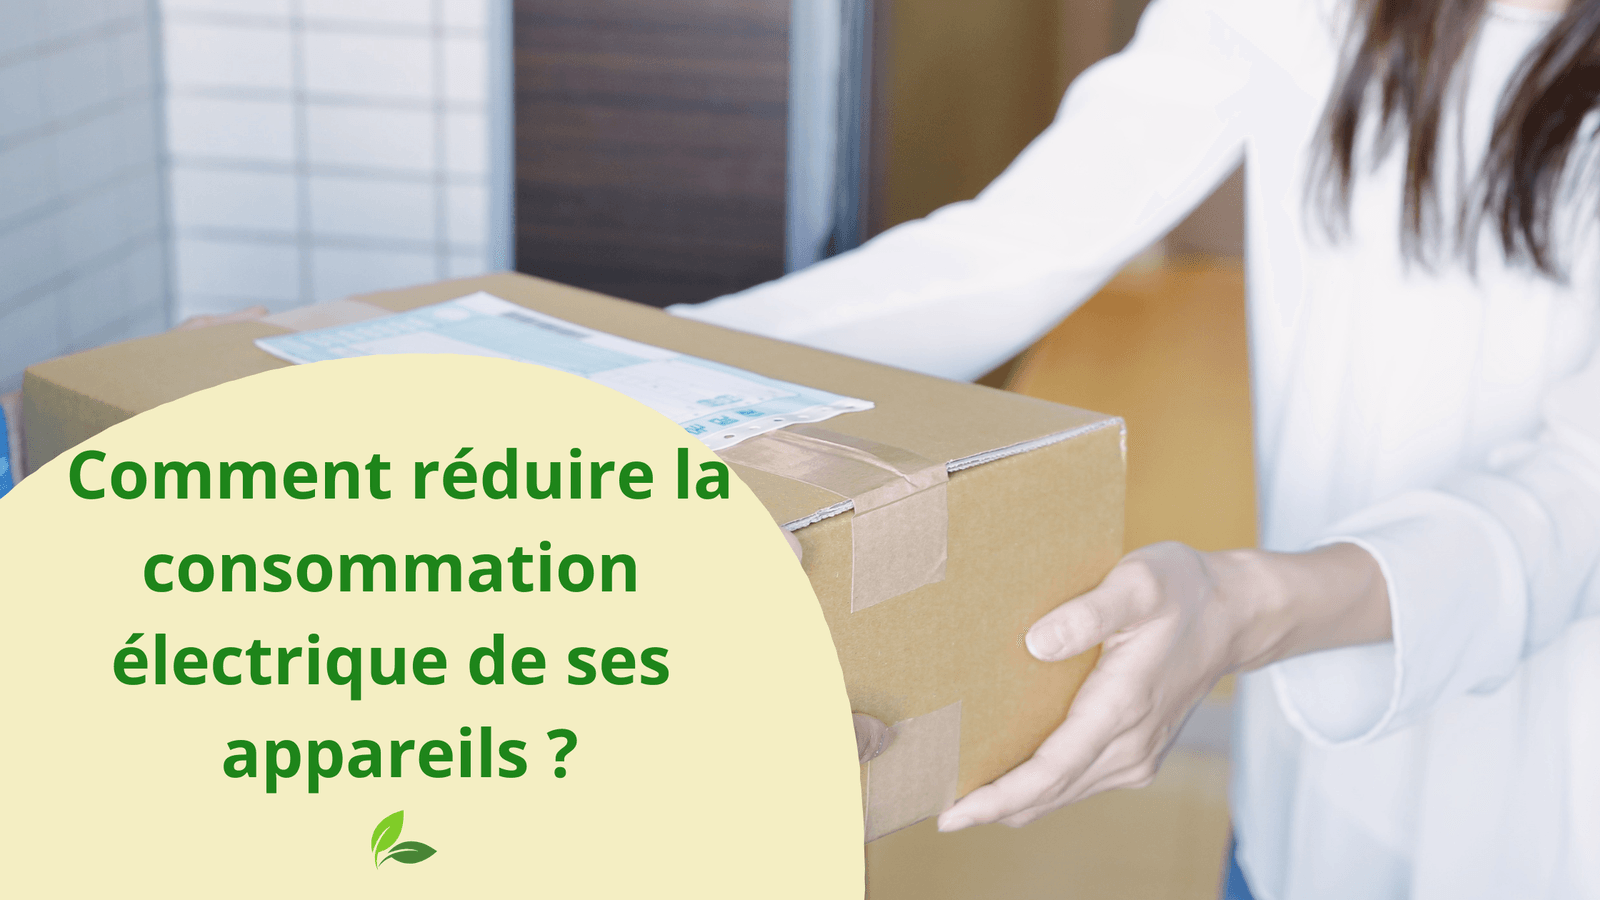 Comment réduire la
consommation
électrique de ses
appareils ?